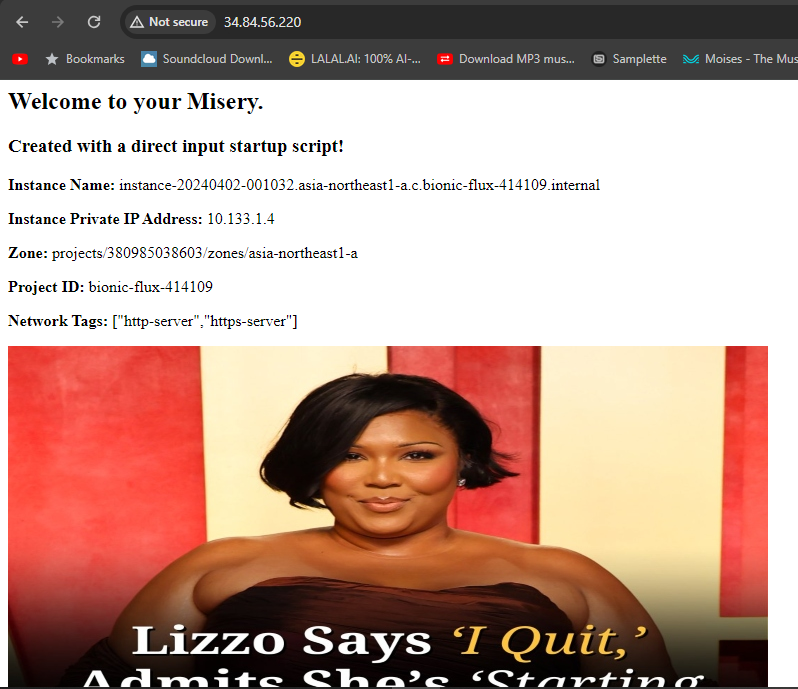 Not secure 34.84.56.220
Bookmarks Soundcloud Downl... LALAL.AI: 100% AI-... Download MP3 mus... Samplette Moises - The Mus
Welcome to your Misery.
Created with a direct input startup script!
Instance Name: instance-20240402-001032.asia-northeast1-a.c.bionic-flux-414109.internal
Instance Private IP Address: 10.133.1.4
Zone: projects/380985038603/zones/asia-northeast1-a
Project ID: bionic-flux-414109
Network Tags: ["http-server","https-server"]
Lizzo Says ‘I Quit,’
Admits She’s ‘Starting